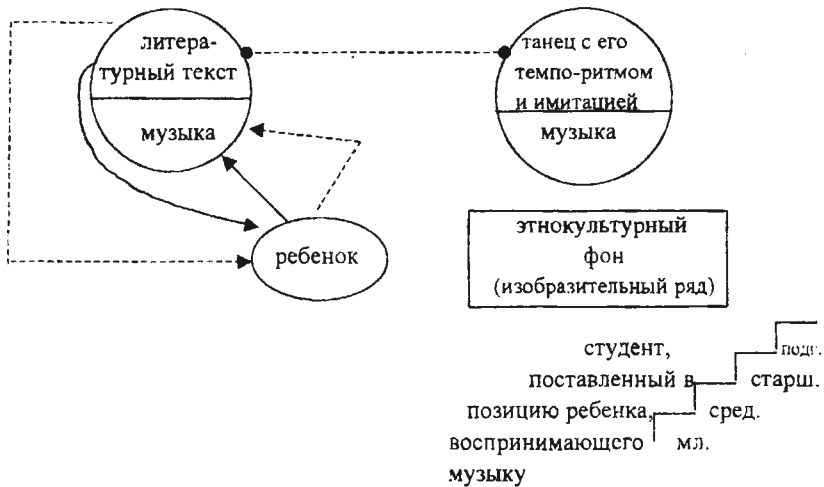 литера-
турный текст
музыка
танец с его
темпо-ритмом
и имитацией
музыка
ребенок
этнокультурный
фон
(изобразительный ряд)
студент,
подг.
поставленный в
старш.
позицию ребенка,
сред.
воспринимающего
мл.
музыку